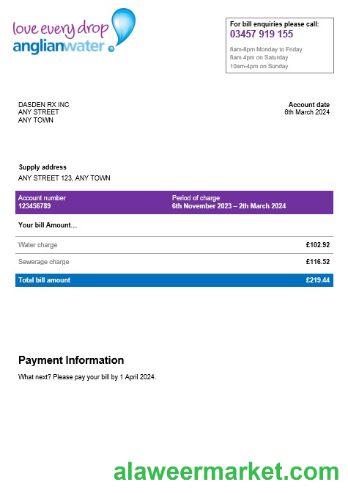 love every drop
anglianwater
For bill enquiries please call:
03457 919 155
8am-8pm Monday to Friday
8am-4pm on Saturday
10am-4pm on Sunday
DASDEN RX INC
ANY STREET
ANY TOWN
Account date
6th March 2024
Supply address
ANY STREET 123, ANY TOWN
Account number
123456789
Period of charge
6th November 2023 – 2th March 2024
Your bill Amount...
Water charge £102.92
Sewerage charge £116.52
Total bill amount £219.44
Payment Information
What next? Please pay your bill by 1 April 2024.
alaweermarket.com